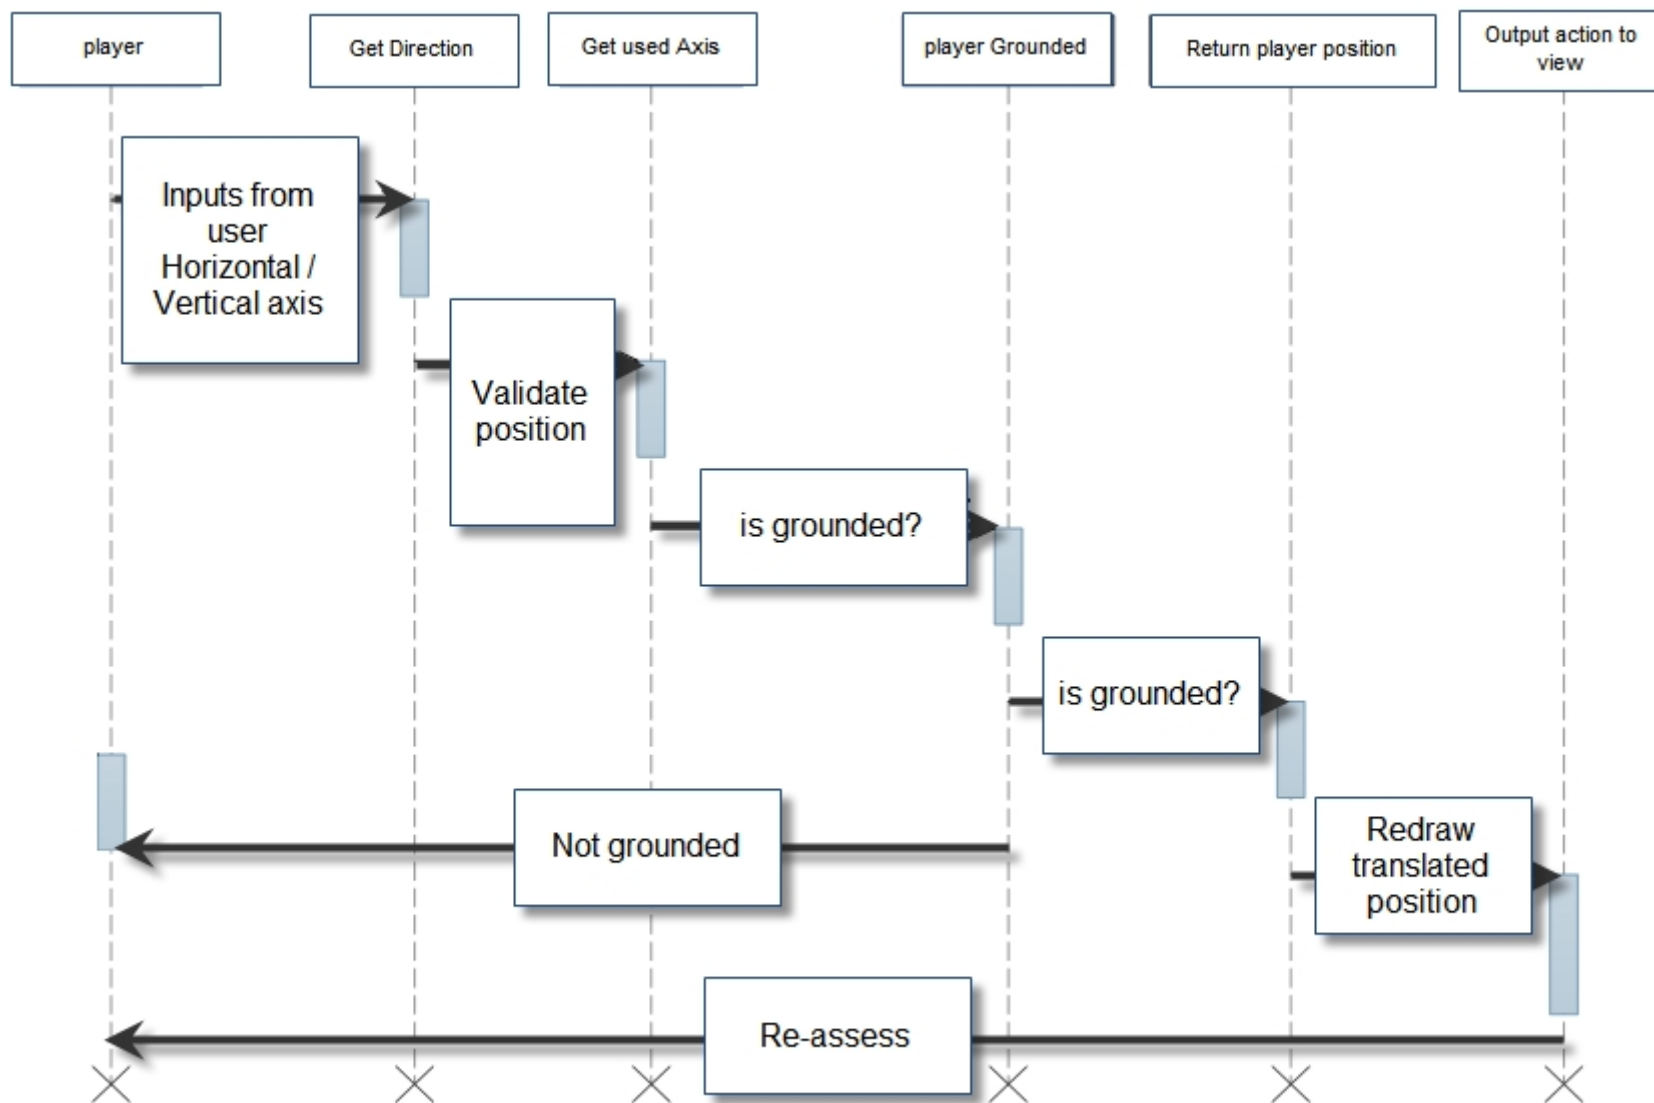 player
Get Direction
Get used Axis
player Grounded
Return player position
Output action to
view
Inputs from
user
Horizontal /
Vertical axis
Validate
position
is grounded?
is grounded?
Not grounded
Redraw
translated
position
Re-assess